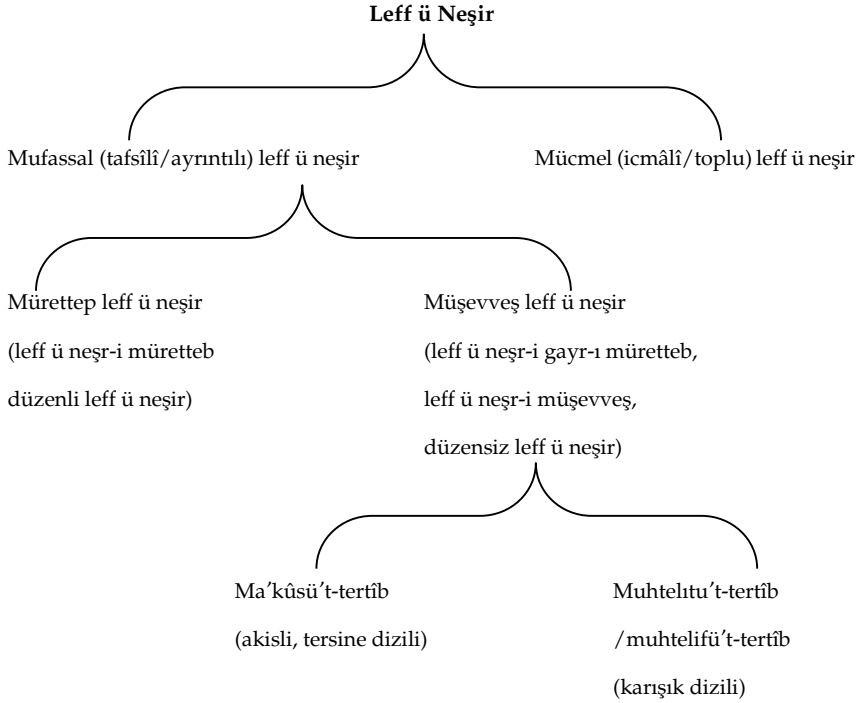 Leff ü Neşir
Mufassal (tafsîlî/ayrıntılı) leff ü neşir
Mücmel (icmâlî/toplu) leff ü neşir
Mürettep leff ü neşir
(leff ü neşr-i müretteb
düzenli leff ü neşir)
Müşevveş leff ü neşir
(leff ü neşr-i gayr-ı müretteb,
leff ü neşr-i müşevveş,
düzensiz leff ü neşir)
Ma’kûsü’t-tertîb
(akisli, tersine dizili)
Muhtelıtu’t-tertîb
/muhtelifü’t-tertîb
(karışık dizili)